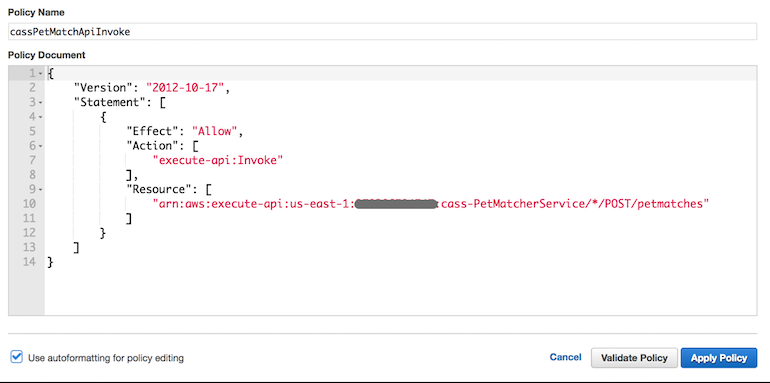 Policy Name
cassPetMatchApiInvoke
Policy Document
1 {
2 "Version": "2012-10-17",
3 "Statement": [
4 {
5 "Effect": "Allow",
6 "Action": [
7 "execute-api:Invoke"
8 ],
9 "Resource": [
10 "arn:aws:execute-api:us-east-1: :cass-PetMatcherService/*/POST/petmatches"
11 ]
12 }
13 ]
14 }
Use autoformatting for policy editing Cancel Validate Policy Apply Policy